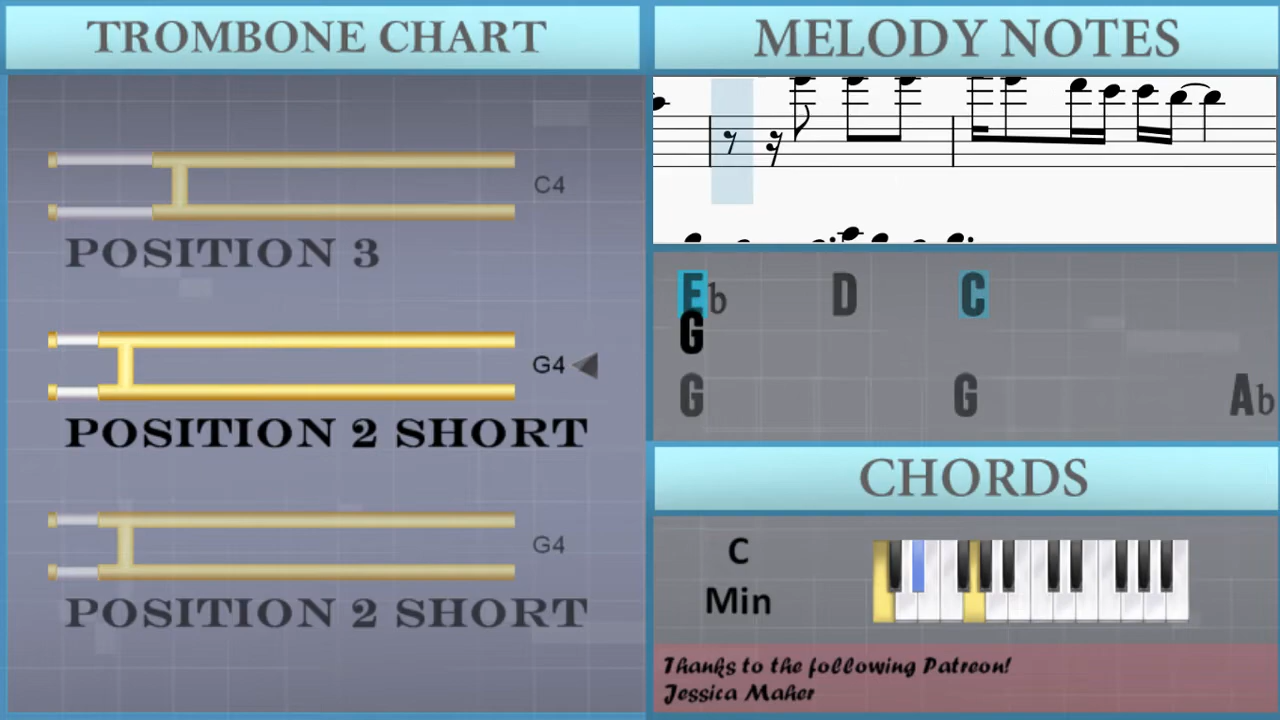 TROMBONE CHART
C4
POSITION 3
G4
POSITION 2 SHORT
G4
POSITION 2 SHORT
MELODY NOTES
Eb D C
G
G G Ab
CHORDS
C
Min
Thanks to the following Patreon!
Jessica Maher